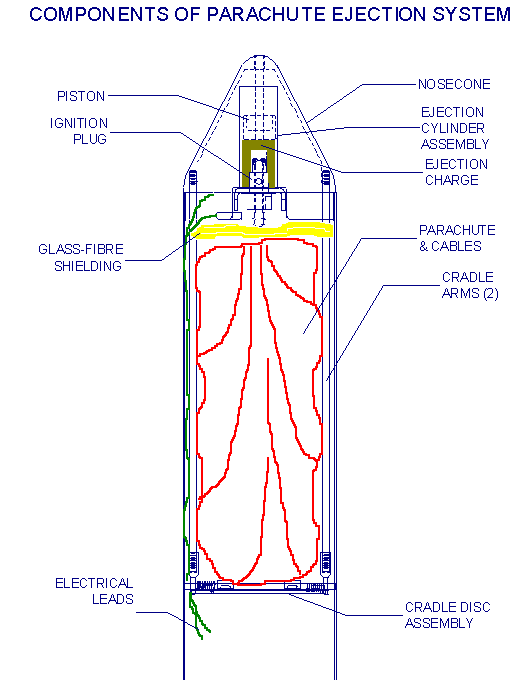 COMPONENTS OF PARACHUTE EJECTION SYSTEM
PISTON
IGNITION
PLUG
NOSECONE
EJECTION
CYLINDER
ASSEMBLY
EJECTION
CHARGE
GLASS-FIBRE
SHIELDING
PARACHUTE
& CABLES
CRADLE
ARMS (2)
ELECTRICAL
LEADS
CRADLE DISC
ASSEMBLY